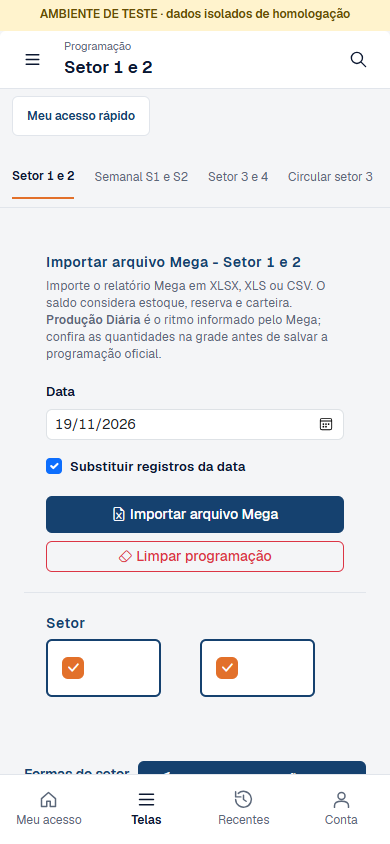 AMBIENTE DE TESTE · dados isolados de homologação
Programação
Setor 1 e 2
Meu acesso rápido
Setor 1 e 2 Semanal S1 e S2 Setor 3 e 4 Circular setor 3
Importar arquivo Mega - Setor 1 e 2
Importe o relatório Mega em XLSX, XLS ou CSV. O
saldo considera estoque, reserva e carteira.
Produção Diária é o ritmo informado pelo Mega;
confira as quantidades na grade antes de salvar a
programação oficial.
Data
19/11/2026
Substituir registros da data
Importar arquivo Mega
Limpar programação
Setor
Formas do setor
Meu acesso Telas Recentes Conta